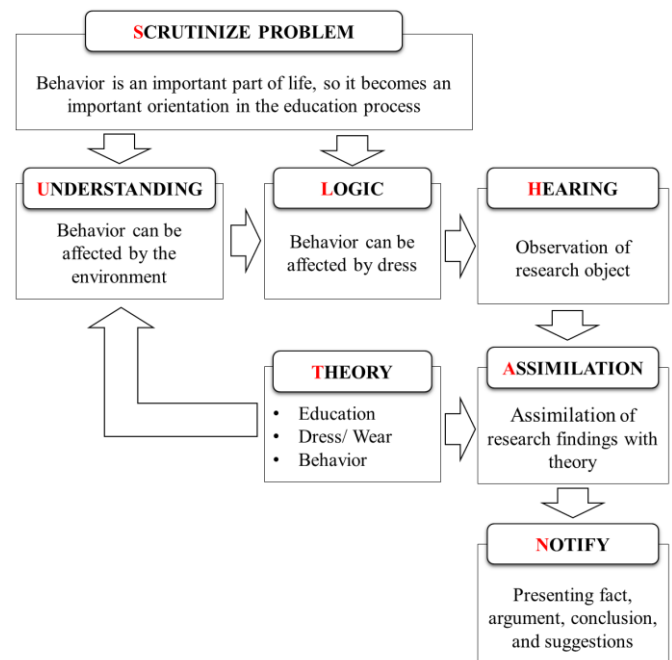 SCRUTINIZE PROBLEM
Behavior is an important part of life, so it becomes an
important orientation in the education process
UNDERSTANDING
Behavior can be
affected by the
environment
LOGIC
Behavior can be
affected by dress
HEARING
Observation of
research object
THEORY
• Education
• Dress/ Wear
• Behavior
ASSIMILATION
Assimilation of
research findings with
theory
NOTIFY
Presenting fact,
argument, conclusion,
and suggestions